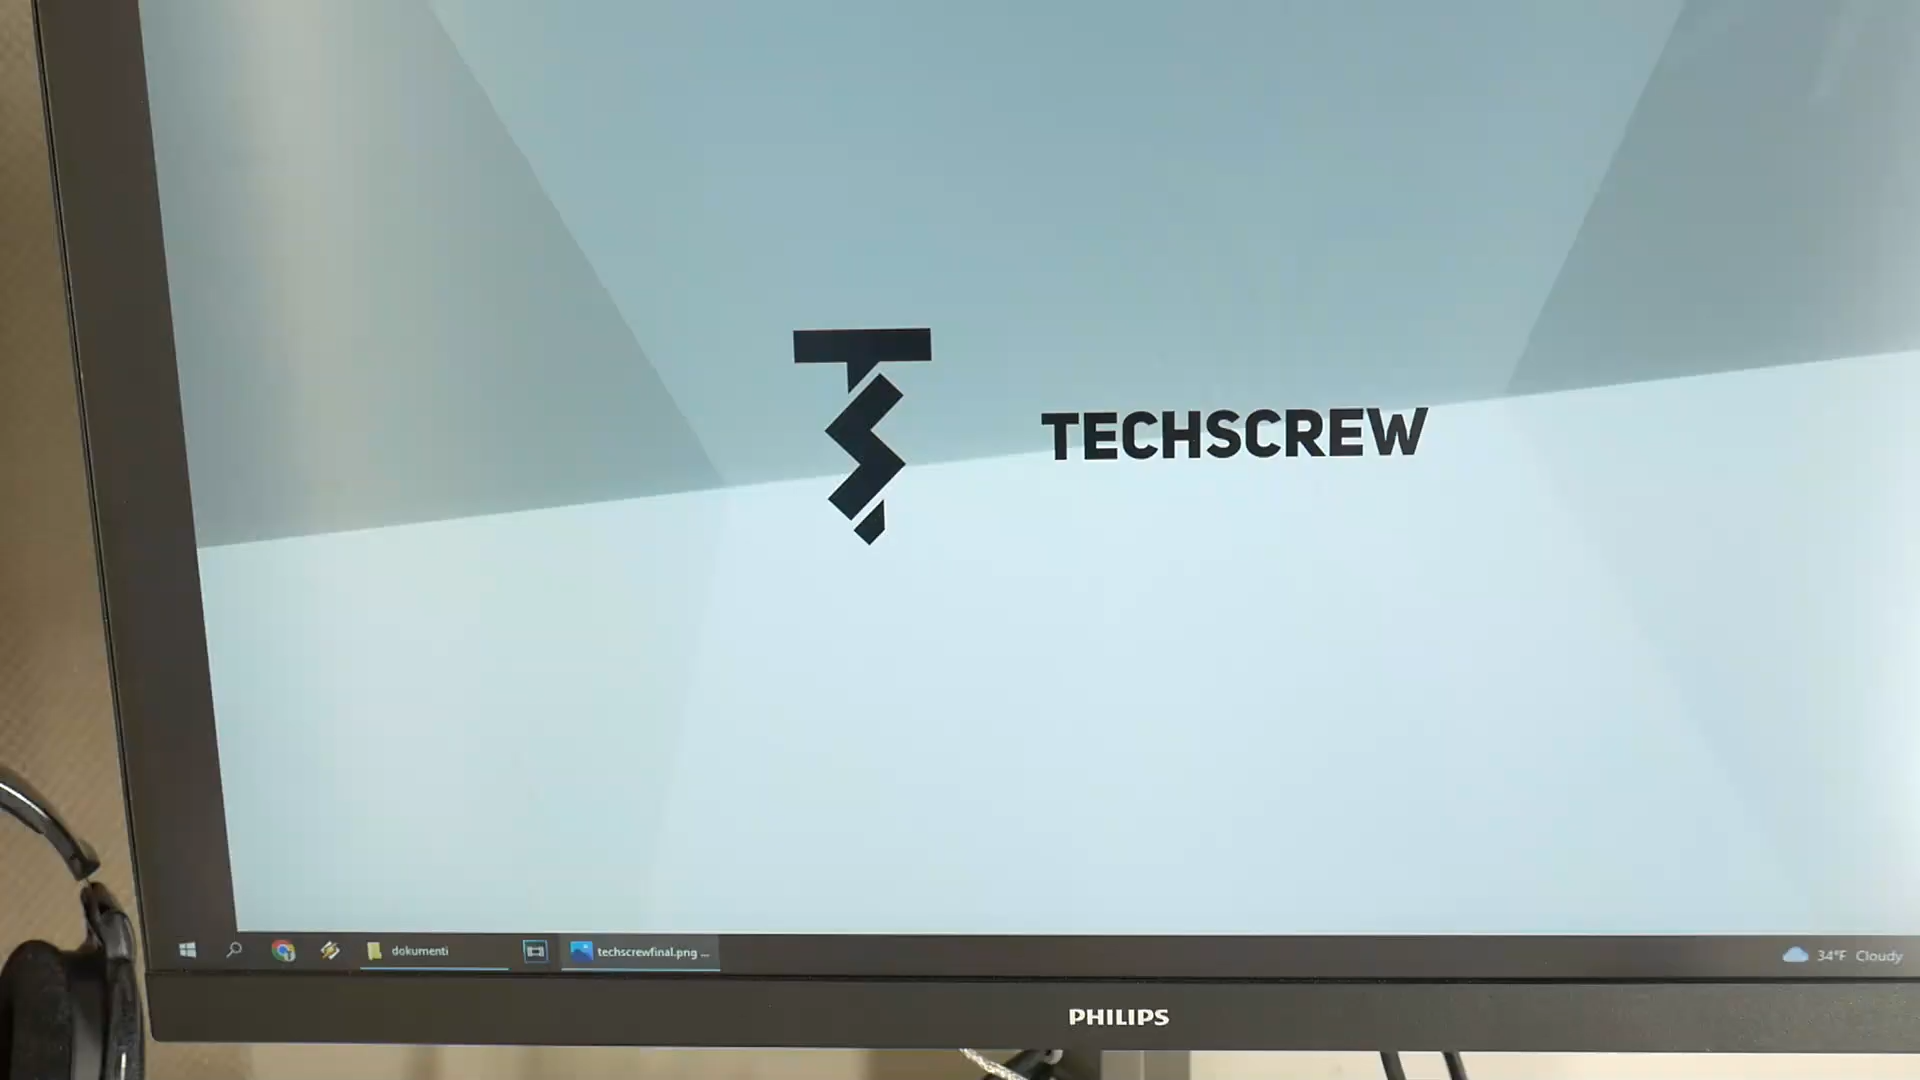 TECHSCREW
dokumenti
techscrewfinal.png ...
34°F Cloudy
PHILIPS